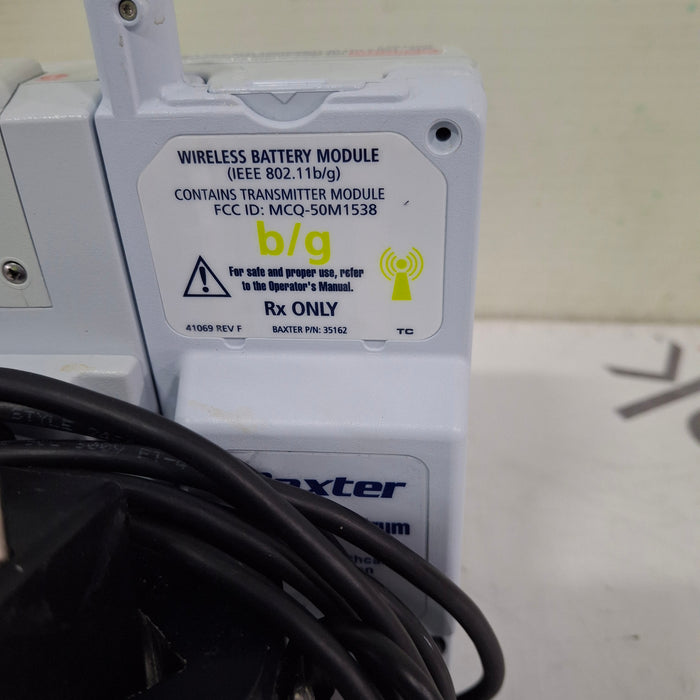 WIRELESS BATTERY MODULE
(IEEE 802.11b/g)
CONTAINS TRANSMITTER MODULE
FCC ID: MCQ-50M1538
b/g
For safe and proper use, refer
to the Operator's Manual.
Rx ONLY
41069 REV F BAXTER P/N: 35162 TC